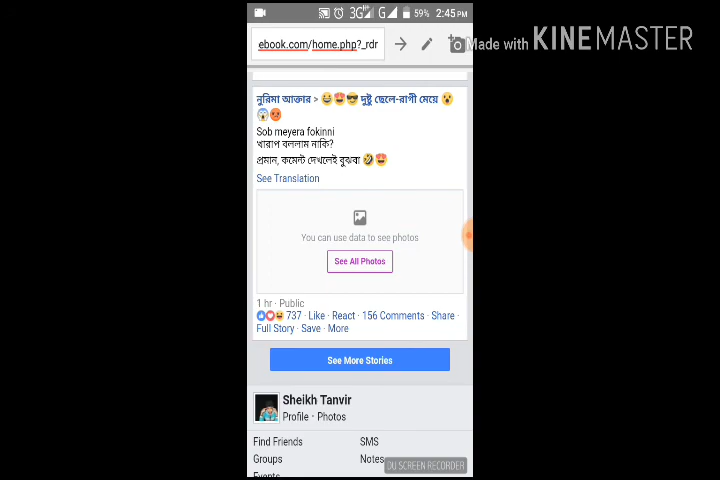 3G G 59% 2:45 PM
ebook.com/home.php?_rdr
Made with KINEMASTER
নুরিমা আক্তার > 😆😍😎 দুষ্টু ছেলে-রাগী মেয়ে 😮
😱😡
Sob meyera fokinni
খারাপ বললাম নাকি?
প্রমান, কমেন্ট দেখলেই বুঝবা 🤣😍
See Translation
You can use data to see photos
See All Photos
1 hr · Public
737 · Like · React · 156 Comments · Share ·
Full Story · Save · More
See More Stories
Sheikh Tanvir
Profile · Photos
Find Friends SMS
Groups Notes
Events
DU SCREEN RECORDER